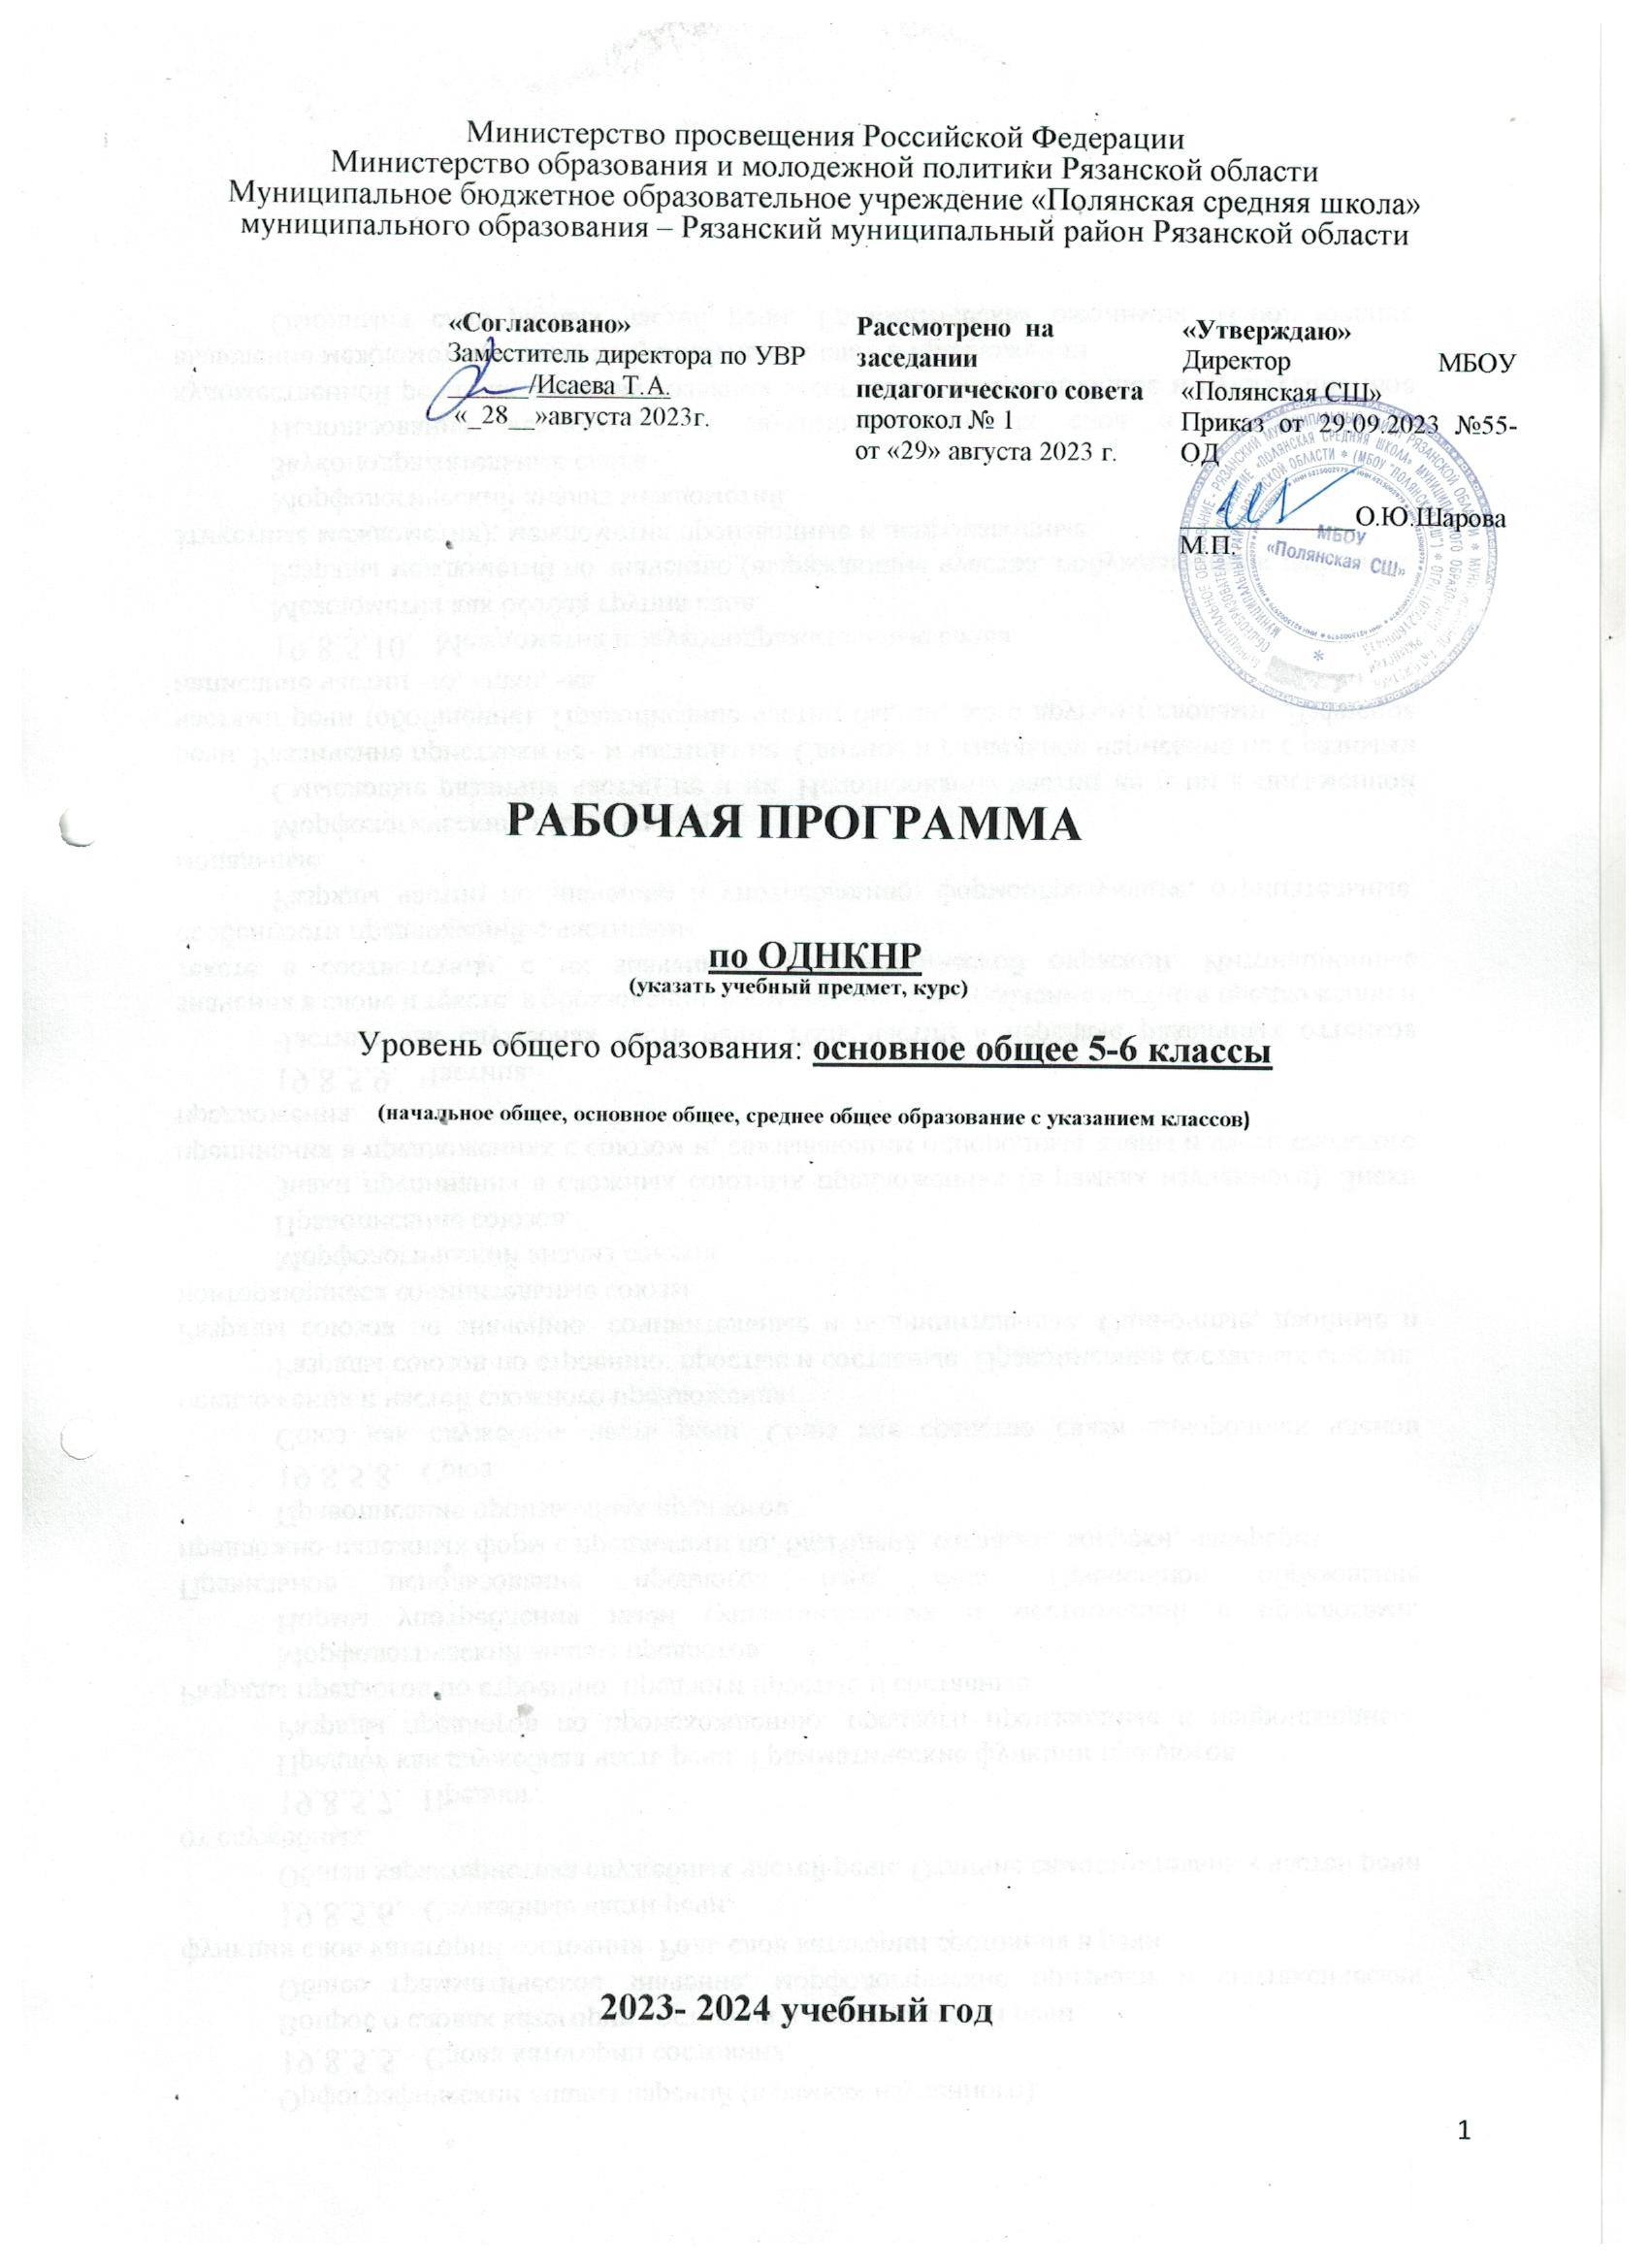 Министерство просвещения Российской Федерации
Министерство образования и молодежной политики Рязанской области
Муниципальное бюджетное образовательное учреждение «Полянская средняя школа»
муниципального образования – Рязанский муниципальный район Рязанской области
«Согласовано»
Заместитель директора по УВР
______/Исаева Т.А.
«_28__»августа 2023г.
Рассмотрено на
заседании
педагогического совета
протокол № 1
от «29» августа 2023 г.
«Утверждаю»
Директор МБОУ
«Полянская СШ»
Приказ от 29.09.2023 №55-
ОД
____________О.Ю.Шарова
М.П.
МБОУ
«Полянская СШ»
РАБОЧАЯ ПРОГРАММА
по ОДНКНР
(указать учебный предмет, курс)
Уровень общего образования: основное общее 5-6 классы
(начальное общее, основное общее, среднее общее образование с указанием классов)
2023- 2024 учебный год
1